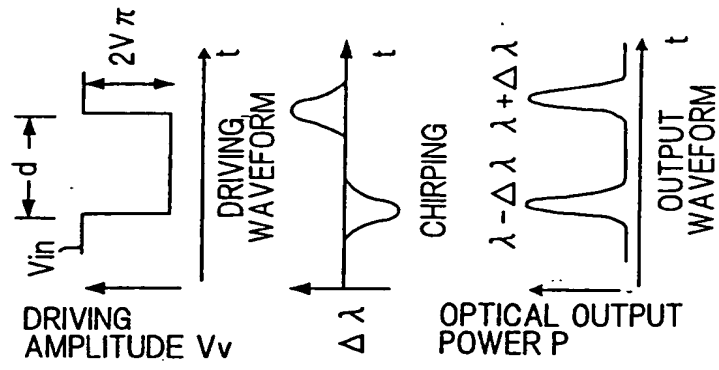 d
Vin
2Vπ
t
DRIVING
AMPLITUDE Vv
DRIVING
WAVEFORM
Δλ
t
CHIRPING
λ-Δλ λ+Δλ
OPTICAL OUTPUT
POWER P
t
OUTPUT
WAVEFORM